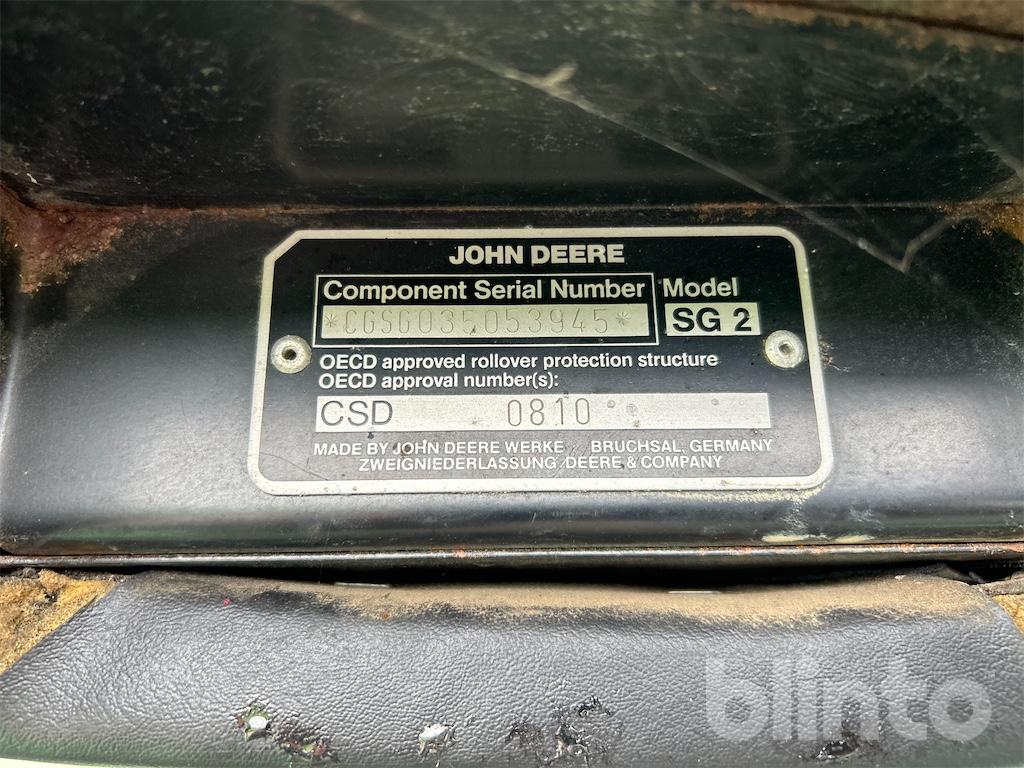 JOHN DEERE
Component Serial Number
Model
*CGSG035053945*
SG 2
OECD approved rollover protection structure
OECD approval number(s):
CSD 0810
MADE BY JOHN DEERE WERKE BRUCHSAL, GERMANY
ZWEIGNIEDERLASSUNG DEERE & COMPANY
blinto